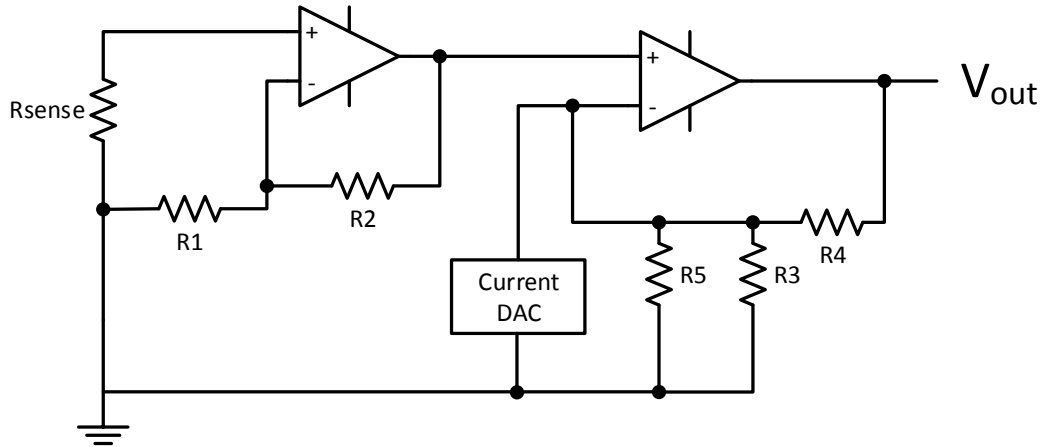 +
-
Rsense
R1
R2
+
-
Vout
Current
DAC
R5
R3
R4